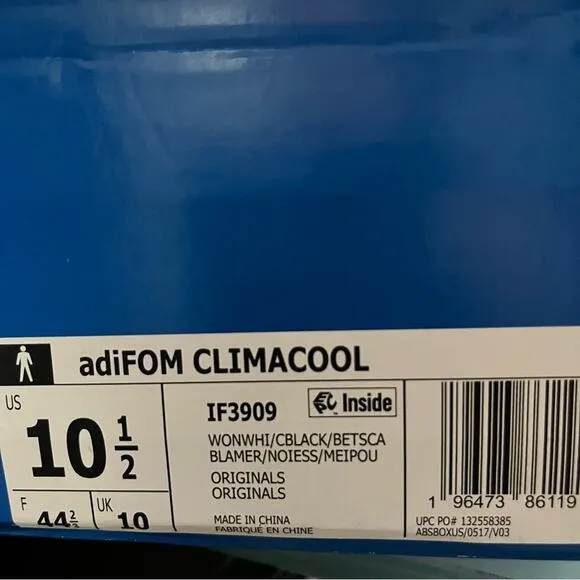 adiFOM CLIMACOOL
US
10 1/2
F
44 2/3
UK
10
IF3909
Inside
WONWHI/CBLACK/BETSCA
BLAMER/NOIESS/MEIPOU
ORIGINALS
ORIGINALS
MADE IN CHINA
FABRIQUÉ EN CHINE
1 96473 86119
UPC PO# 132558385
ABSBOXUS/0517/V03